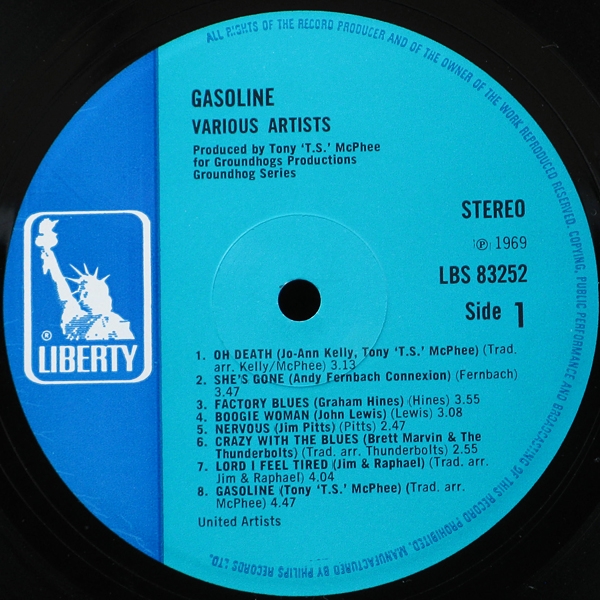 ALL RIGHTS OF THE RECORD PRODUCER AND OF THE OWNER OF THE WORK REPRODUCED RESERVED. COPYING, PUBLIC PERFORMANCE AND BROADCASTING OF THIS RECORD PROHIBITED. MANUFACTURED BY PHILIPS RECORDS LTD.
GASOLINE
VARIOUS ARTISTS
Produced by Tony ‘T.S.’ McPhee
for Groundhogs Productions
Groundhog Series
STEREO
℗ 1969
LBS 83252
Side 1
® LIBERTY
1. OH DEATH (Jo-Ann Kelly, Tony ‘T.S.’ McPhee) (Trad.
arr. Kelly/McPhee) 3.13
2. SHE'S GONE (Andy Fernbach Connexion) (Fernbach)
3.47
3. FACTORY BLUES (Graham Hines) (Hines) 3.55
4. BOOGIE WOMAN (John Lewis) (Lewis) 3.08
5. NERVOUS (Jim Pitts) (Pitts) 2.47
6. CRAZY WITH THE BLUES (Brett Marvin & The
Thunderbolts) (Trad. arr. Thunderbolts) 2.55
7. LORD I FEEL TIRED (Jim & Raphael) (Trad. arr.
Jim & Raphael) 4.04
8. GASOLINE (Tony ‘T.S.’ McPhee) (Trad. arr.
McPhee) 4.47
United Artists